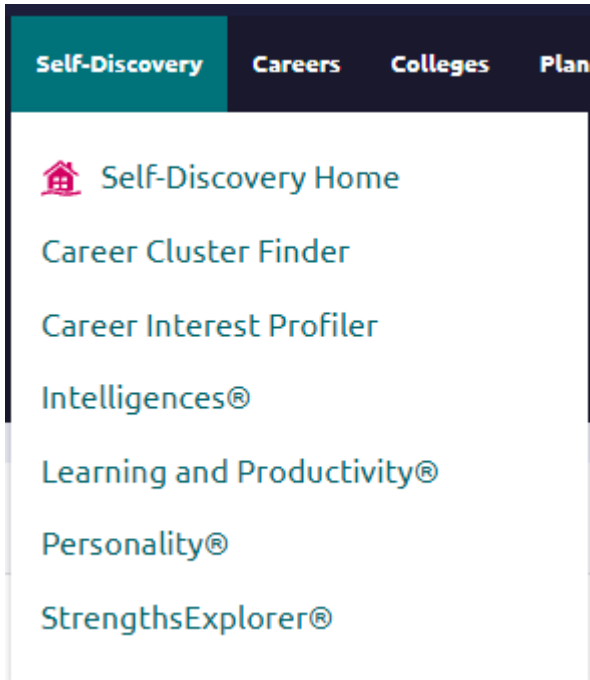 Self-Discovery Careers Colleges Plan
Self-Discovery Home
Career Cluster Finder
Career Interest Profiler
Intelligences®
Learning and Productivity®
Personality®
StrengthsExplorer®